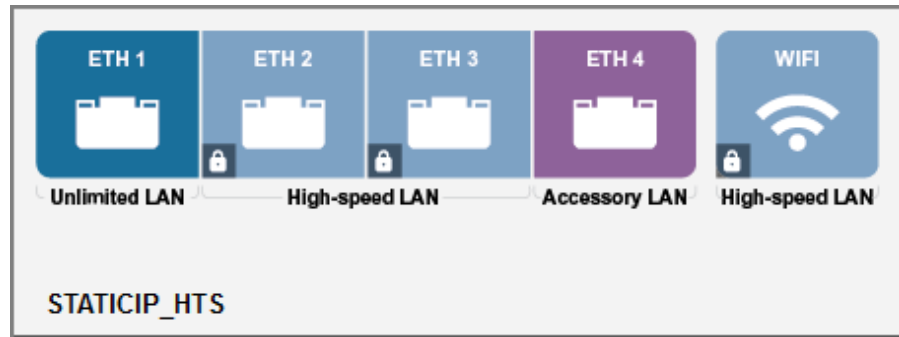 ETH 1 ETH 2 ETH 3 ETH 4 WIFI
Unlimited LAN High-speed LAN Accessory LAN High-speed LAN
STATICIP_HTS